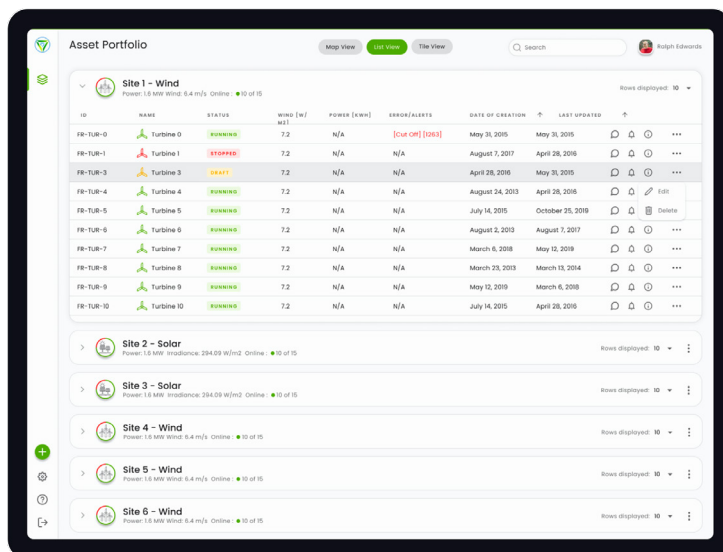 Asset Portfolio
Map View List View Tile View
Search
Ralph Edwards
Site 1 - Wind
Power: 1.6 MW Wind: 6.4 m/s Online : 10 of 15
Rows displayed: 10
ID NAME STATUS WIND [W/M2] POWER [KWH] ERROR/ALERTS DATE OF CREATION LAST UPDATED
FR-TUR-0 Turbine 0 RUNNING 7.2 N/A [Cut Off] [1263] May 31, 2015 May 31, 2015
FR-TUR-1 Turbine 1 STOPPED 7.2 N/A N/A August 7, 2017 April 28, 2016
FR-TUR-3 Turbine 3 DRAFT 7.2 N/A N/A April 28, 2016 May 31, 2015
FR-TUR-4 Turbine 4 RUNNING 7.2 N/A N/A August 24, 2013 April 28, 2016 Edit
FR-TUR-5 Turbine 5 RUNNING 7.2 N/A N/A July 14, 2015 October 25, 2019 Delete
FR-TUR-6 Turbine 6 RUNNING 7.2 N/A N/A August 2, 2013 August 7, 2017
FR-TUR-7 Turbine 7 RUNNING 7.2 N/A N/A March 6, 2018 May 12, 2019
FR-TUR-8 Turbine 8 RUNNING 7.2 N/A N/A March 23, 2013 March 13, 2014
FR-TUR-9 Turbine 9 RUNNING 7.2 N/A N/A May 12, 2019 March 6, 2018
FR-TUR-10 Turbine 10 RUNNING 7.2 N/A N/A July 14, 2015 April 28, 2016
Site 2 - Solar
Power: 1.6 MW Irradiance: 294.09 W/m2 Online : 10 of 15
Rows displayed: 10
Site 3 - Solar
Power: 1.6 MW Irradiance: 294.09 W/m2 Online : 10 of 15
Rows displayed: 10
Site 4 - Wind
Power: 1.6 MW Wind: 6.4 m/s Online : 10 of 15
Rows displayed: 10
Site 5 - Wind
Power: 1.6 MW Wind: 6.4 m/s Online : 10 of 15
Rows displayed: 10
Site 6 - Wind
Power: 1.6 MW Wind: 6.4 m/s Online : 10 of 15
Rows displayed: 10